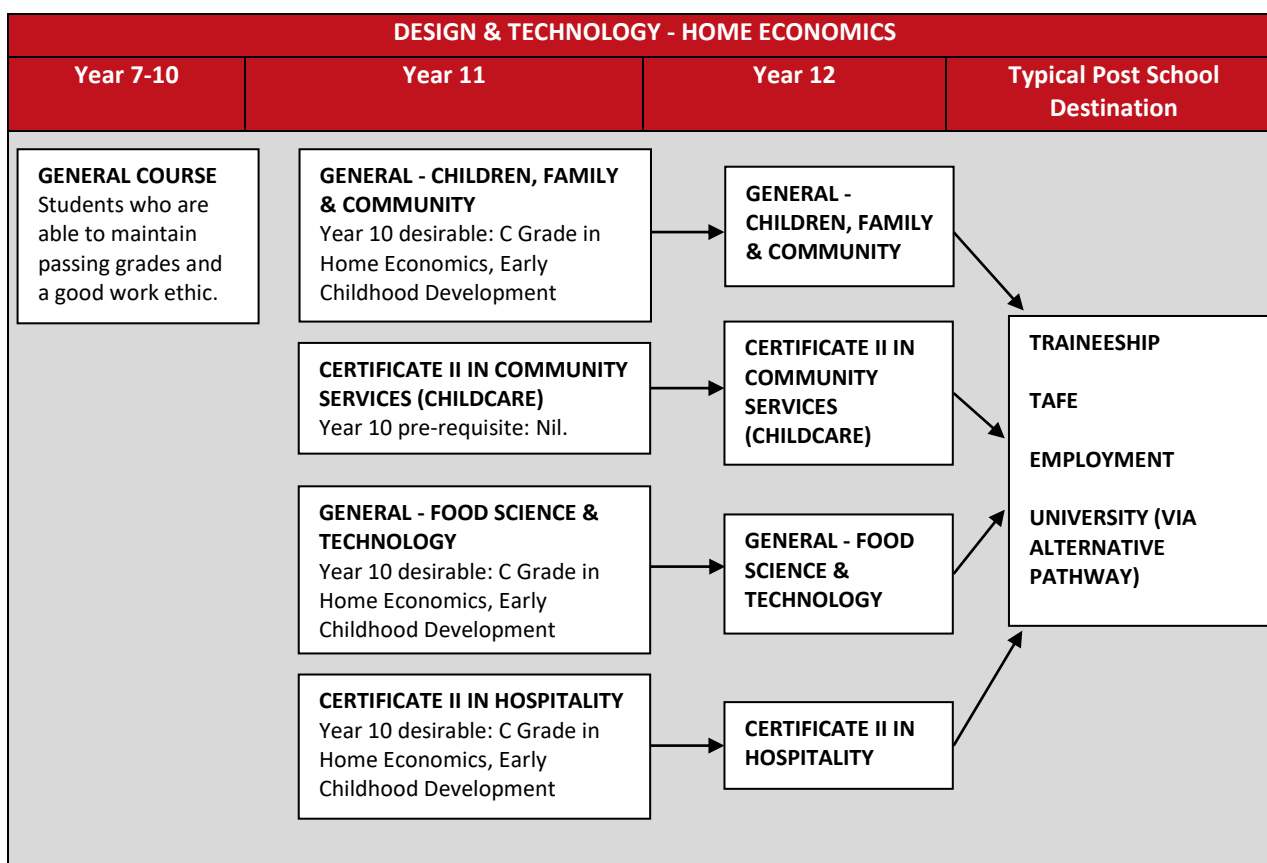 DESIGN & TECHNOLOGY - HOME ECONOMICS
Year 7-10
Year 11
Year 12
Typical Post School
Destination
GENERAL COURSE
Students who are
able to maintain
passing grades and
a good work ethic.
GENERAL - CHILDREN, FAMILY
& COMMUNITY
Year 10 desirable: C Grade in
Home Economics, Early
Childhood Development
CERTIFICATE II IN COMMUNITY
SERVICES (CHILDCARE)
Year 10 pre-requisite: Nil.
GENERAL - FOOD SCIENCE &
TECHNOLOGY
Year 10 desirable: C Grade in
Home Economics, Early
Childhood Development
CERTIFICATE II IN HOSPITALITY
Year 10 desirable: C Grade in
Home Economics, Early
Childhood Development
GENERAL -
CHILDREN, FAMILY
& COMMUNITY
CERTIFICATE II IN
COMMUNITY
SERVICES
(CHILDCARE)
GENERAL - FOOD
SCIENCE &
TECHNOLOGY
CERTIFICATE II IN
HOSPITALITY
TRAINEESHIP
TAFE
EMPLOYMENT
UNIVERSITY (VIA
ALTERNATIVE
PATHWAY)